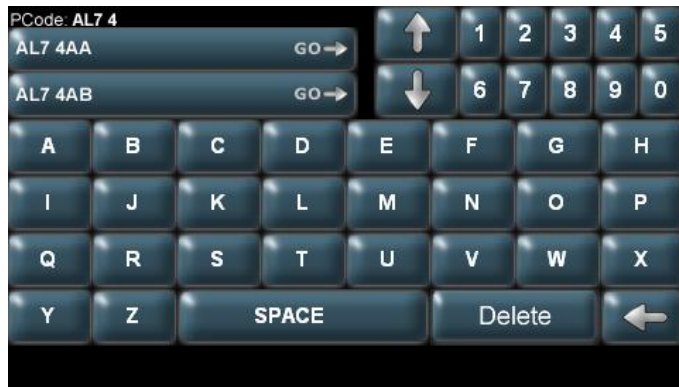 PCode: AL7 4
AL7 4AA GO
AL7 4AB GO
1 2 3 4 5
6 7 8 9 0
A B C D E F G H
I J K L M N O P
Q R S T U V W X
Y Z SPACE Delete